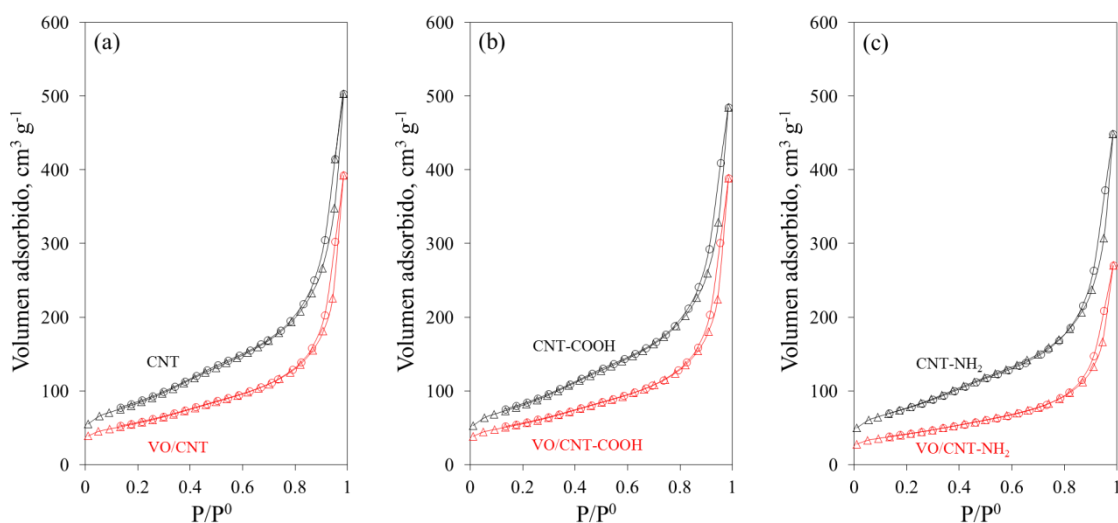 (a)
Volumen adsorbido, cm³ g⁻¹
600
500
400
300
200
100
0
CNT
VO/CNT
0 0.2 0.4 0.6 0.8 1
P/P⁰
(b)
Volumen adsorbido, cm³ g⁻¹
600
500
400
300
200
100
0
CNT-COOH
VO/CNT-COOH
0 0.2 0.4 0.6 0.8 1
P/P⁰
(c)
Volumen adsorbido, cm³ g⁻¹
600
500
400
300
200
100
0
CNT-NH₂
VO/CNT-NH₂
0 0.2 0.4 0.6 0.8 1
P/P⁰